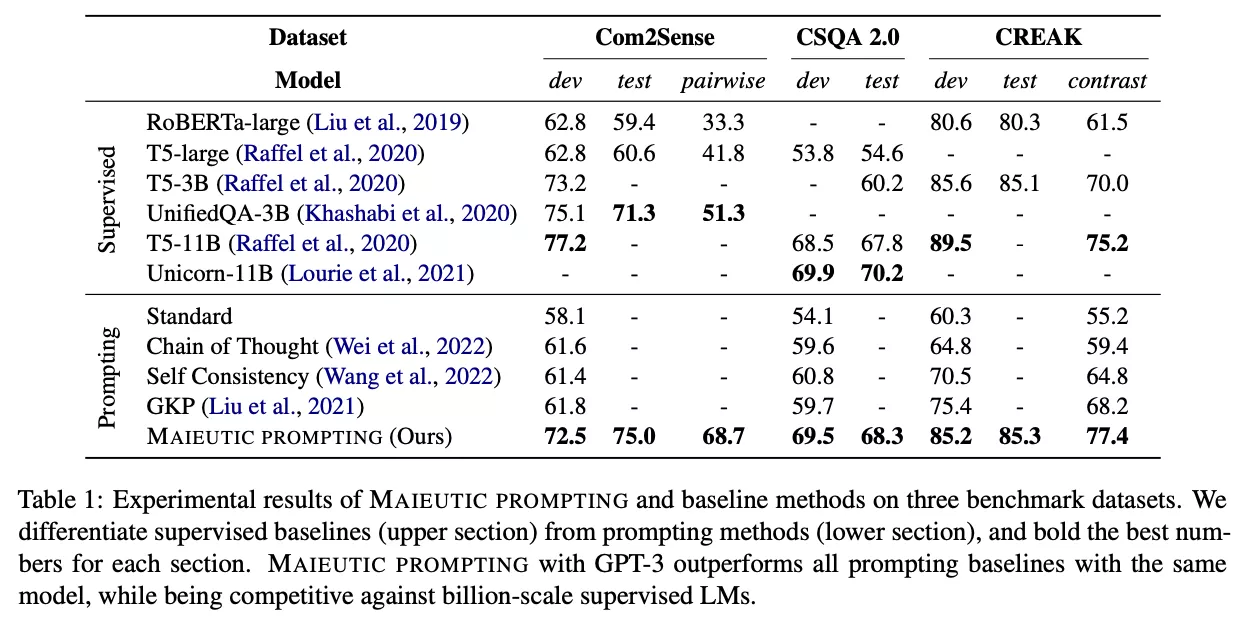 Dataset Com2Sense CSQA 2.0 CREAK
Model dev test pairwise dev test dev test contrast
Supervised
RoBERTa-large (Liu et al., 2019) 62.8 59.4 33.3 - - 80.6 80.3 61.5
T5-large (Raffel et al., 2020) 62.8 60.6 41.8 53.8 54.6 - - -
T5-3B (Raffel et al., 2020) 73.2 - - - 60.2 85.6 85.1 70.0
UnifiedQA-3B (Khashabi et al., 2020) 75.1 71.3 51.3 - - - - -
T5-11B (Raffel et al., 2020) 77.2 - - 68.5 67.8 89.5 - 75.2
Unicorn-11B (Lourie et al., 2021) - - - 69.9 70.2 - - -
Prompting
Standard 58.1 - - 54.1 - 60.3 - 55.2
Chain of Thought (Wei et al., 2022) 61.6 - - 59.6 - 64.8 - 59.4
Self Consistency (Wang et al., 2022) 61.4 - - 60.8 - 70.5 - 64.8
GKP (Liu et al., 2021) 61.8 - - 59.7 - 75.4 - 68.2
MAIEUTIC PROMPTING (Ours) 72.5 75.0 68.7 69.5 68.3 85.2 85.3 77.4
Table 1: Experimental results of MAIEUTIC PROMPTING and baseline methods on three benchmark datasets. We
differentiate supervised baselines (upper section) from prompting methods (lower section), and bold the best num-
bers for each section. MAIEUTIC PROMPTING with GPT-3 outperforms all prompting baselines with the same
model, while being competitive against billion-scale supervised LMs.